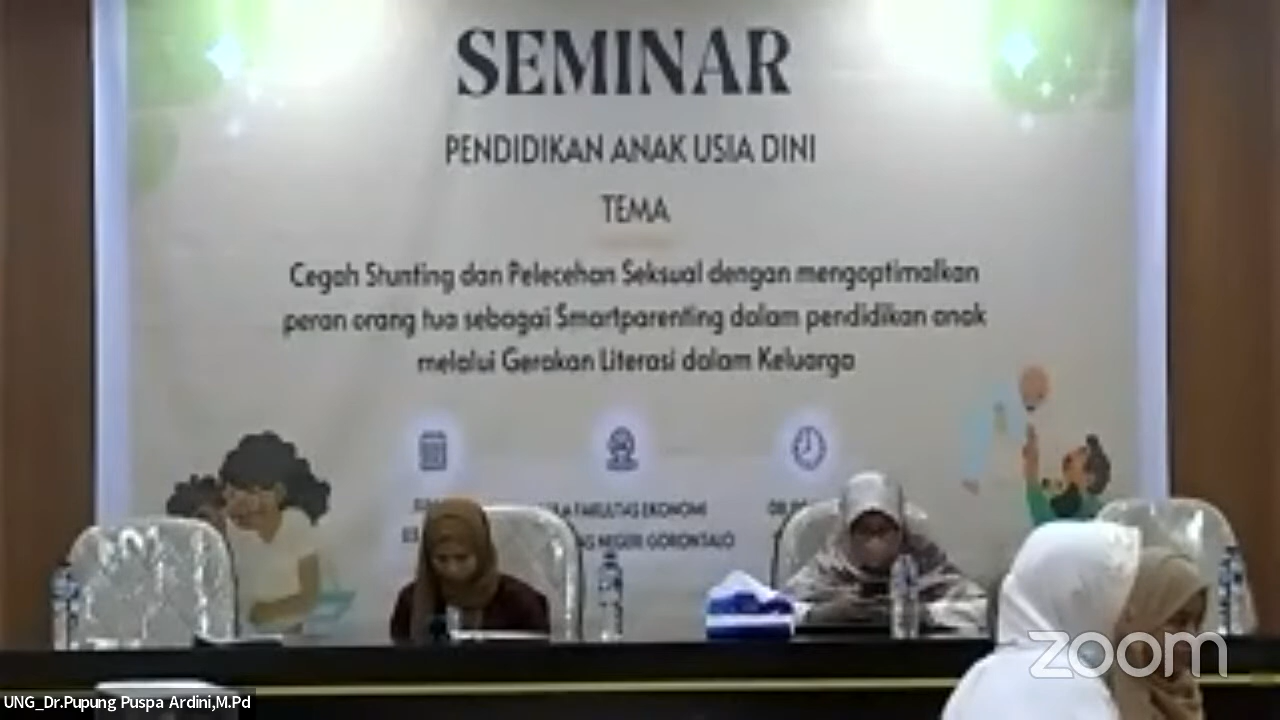 SEMINAR
PENDIDIKAN ANAK USIA DINI
TEMA
Cegah Stunting dan Pelecehan Seksual dengan mengoptimalkan
peran orang tua sebagai Smartparenting dalam pendidikan anak
melalui Gerakan Literasi dalam Keluarga
FAKULTAS EKONOMI
NEGERI GORONTALO
zoom
UNG_Dr.Pupung Puspa Ardini,M.Pd